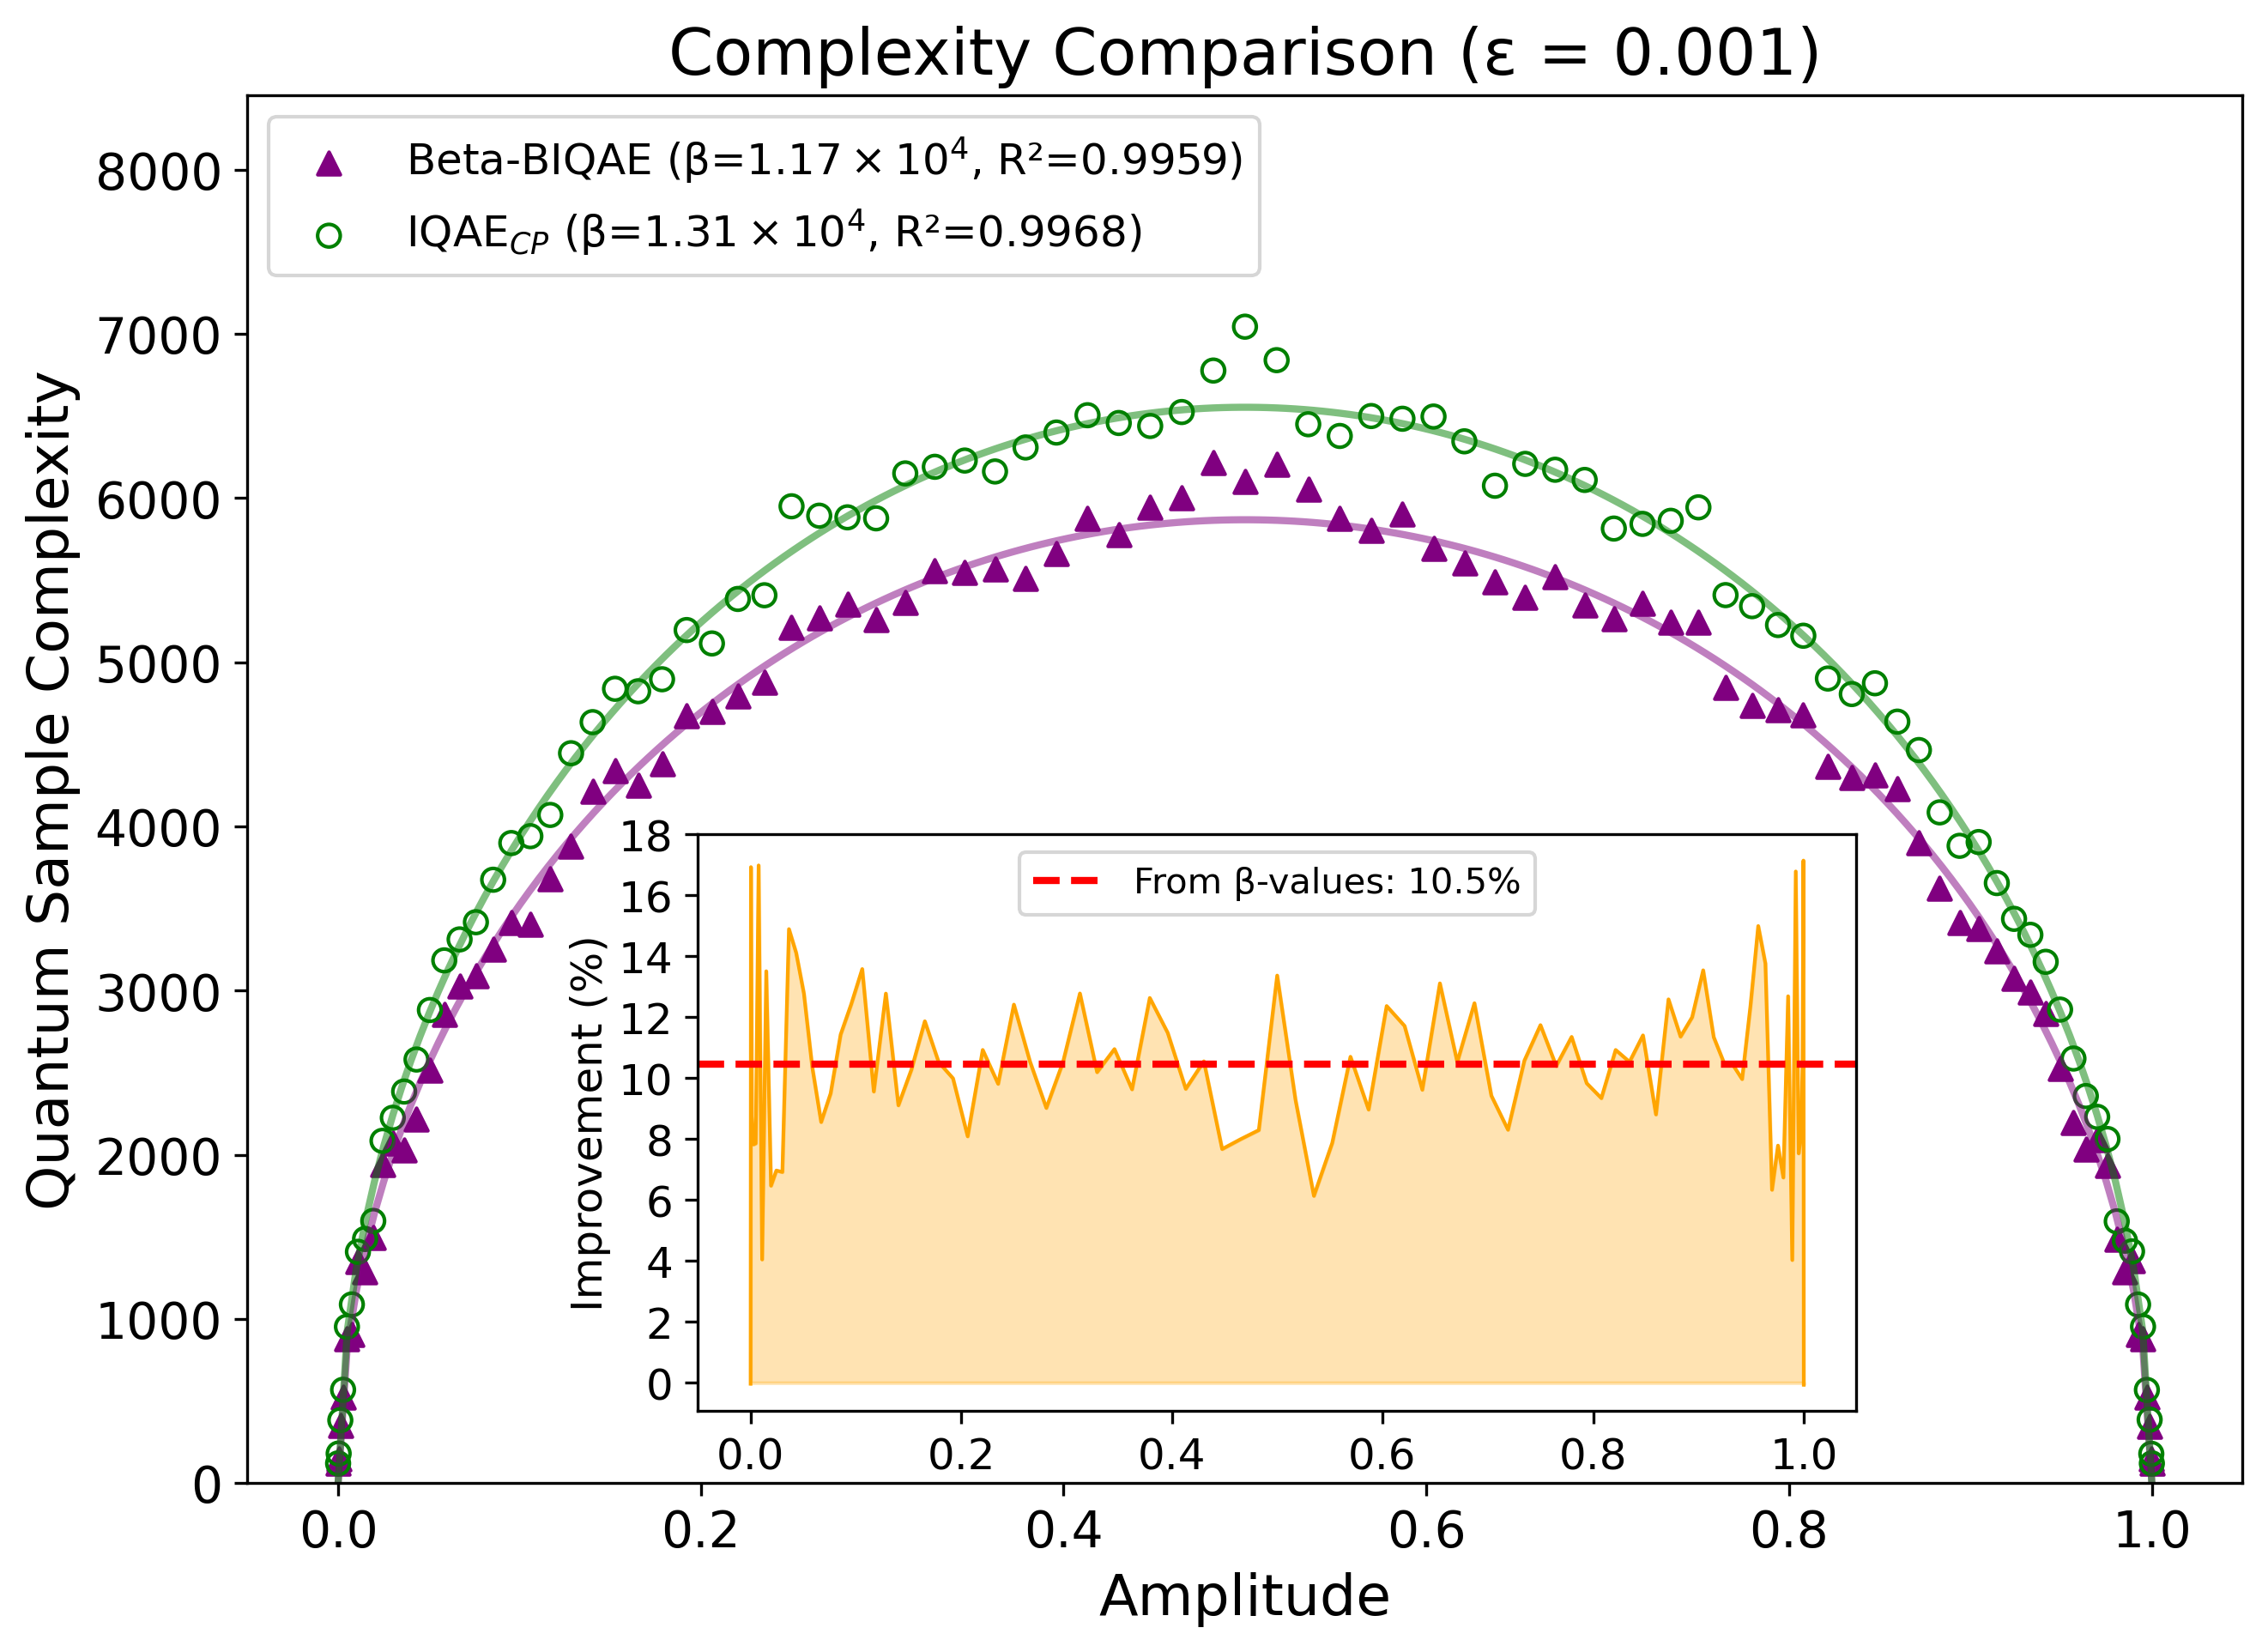 Complexity Comparison (ε = 0.001)
Beta-BIQAE (β=1.17 × 10⁴, R²=0.9959)
IQAE_CP (β=1.31 × 10⁴, R²=0.9968)
Quantum Sample Complexity
8000
7000
6000
5000
4000
3000
2000
1000
0
From β-values: 10.5%
Improvement (%)
18
16
14
12
10
8
6
4
2
0
0.0 0.2 0.4 0.6 0.8 1.0
0.0 0.2 0.4 0.6 0.8 1.0
Amplitude